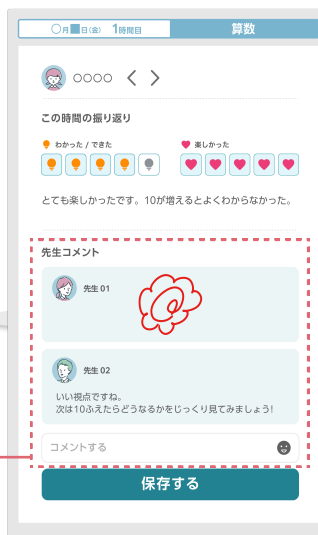 ○月■日(金) 1時間目
算数
○○○○
この時間の振り返り
わかった / できた
楽しかった
とても楽しかったです。10が増えるとよくわからなかった。
先生コメント
先生 01
先生 02
いい視点ですね。
次は10ふえたらどうなるかをじっくり見てみましょう!
コメントする
保存する